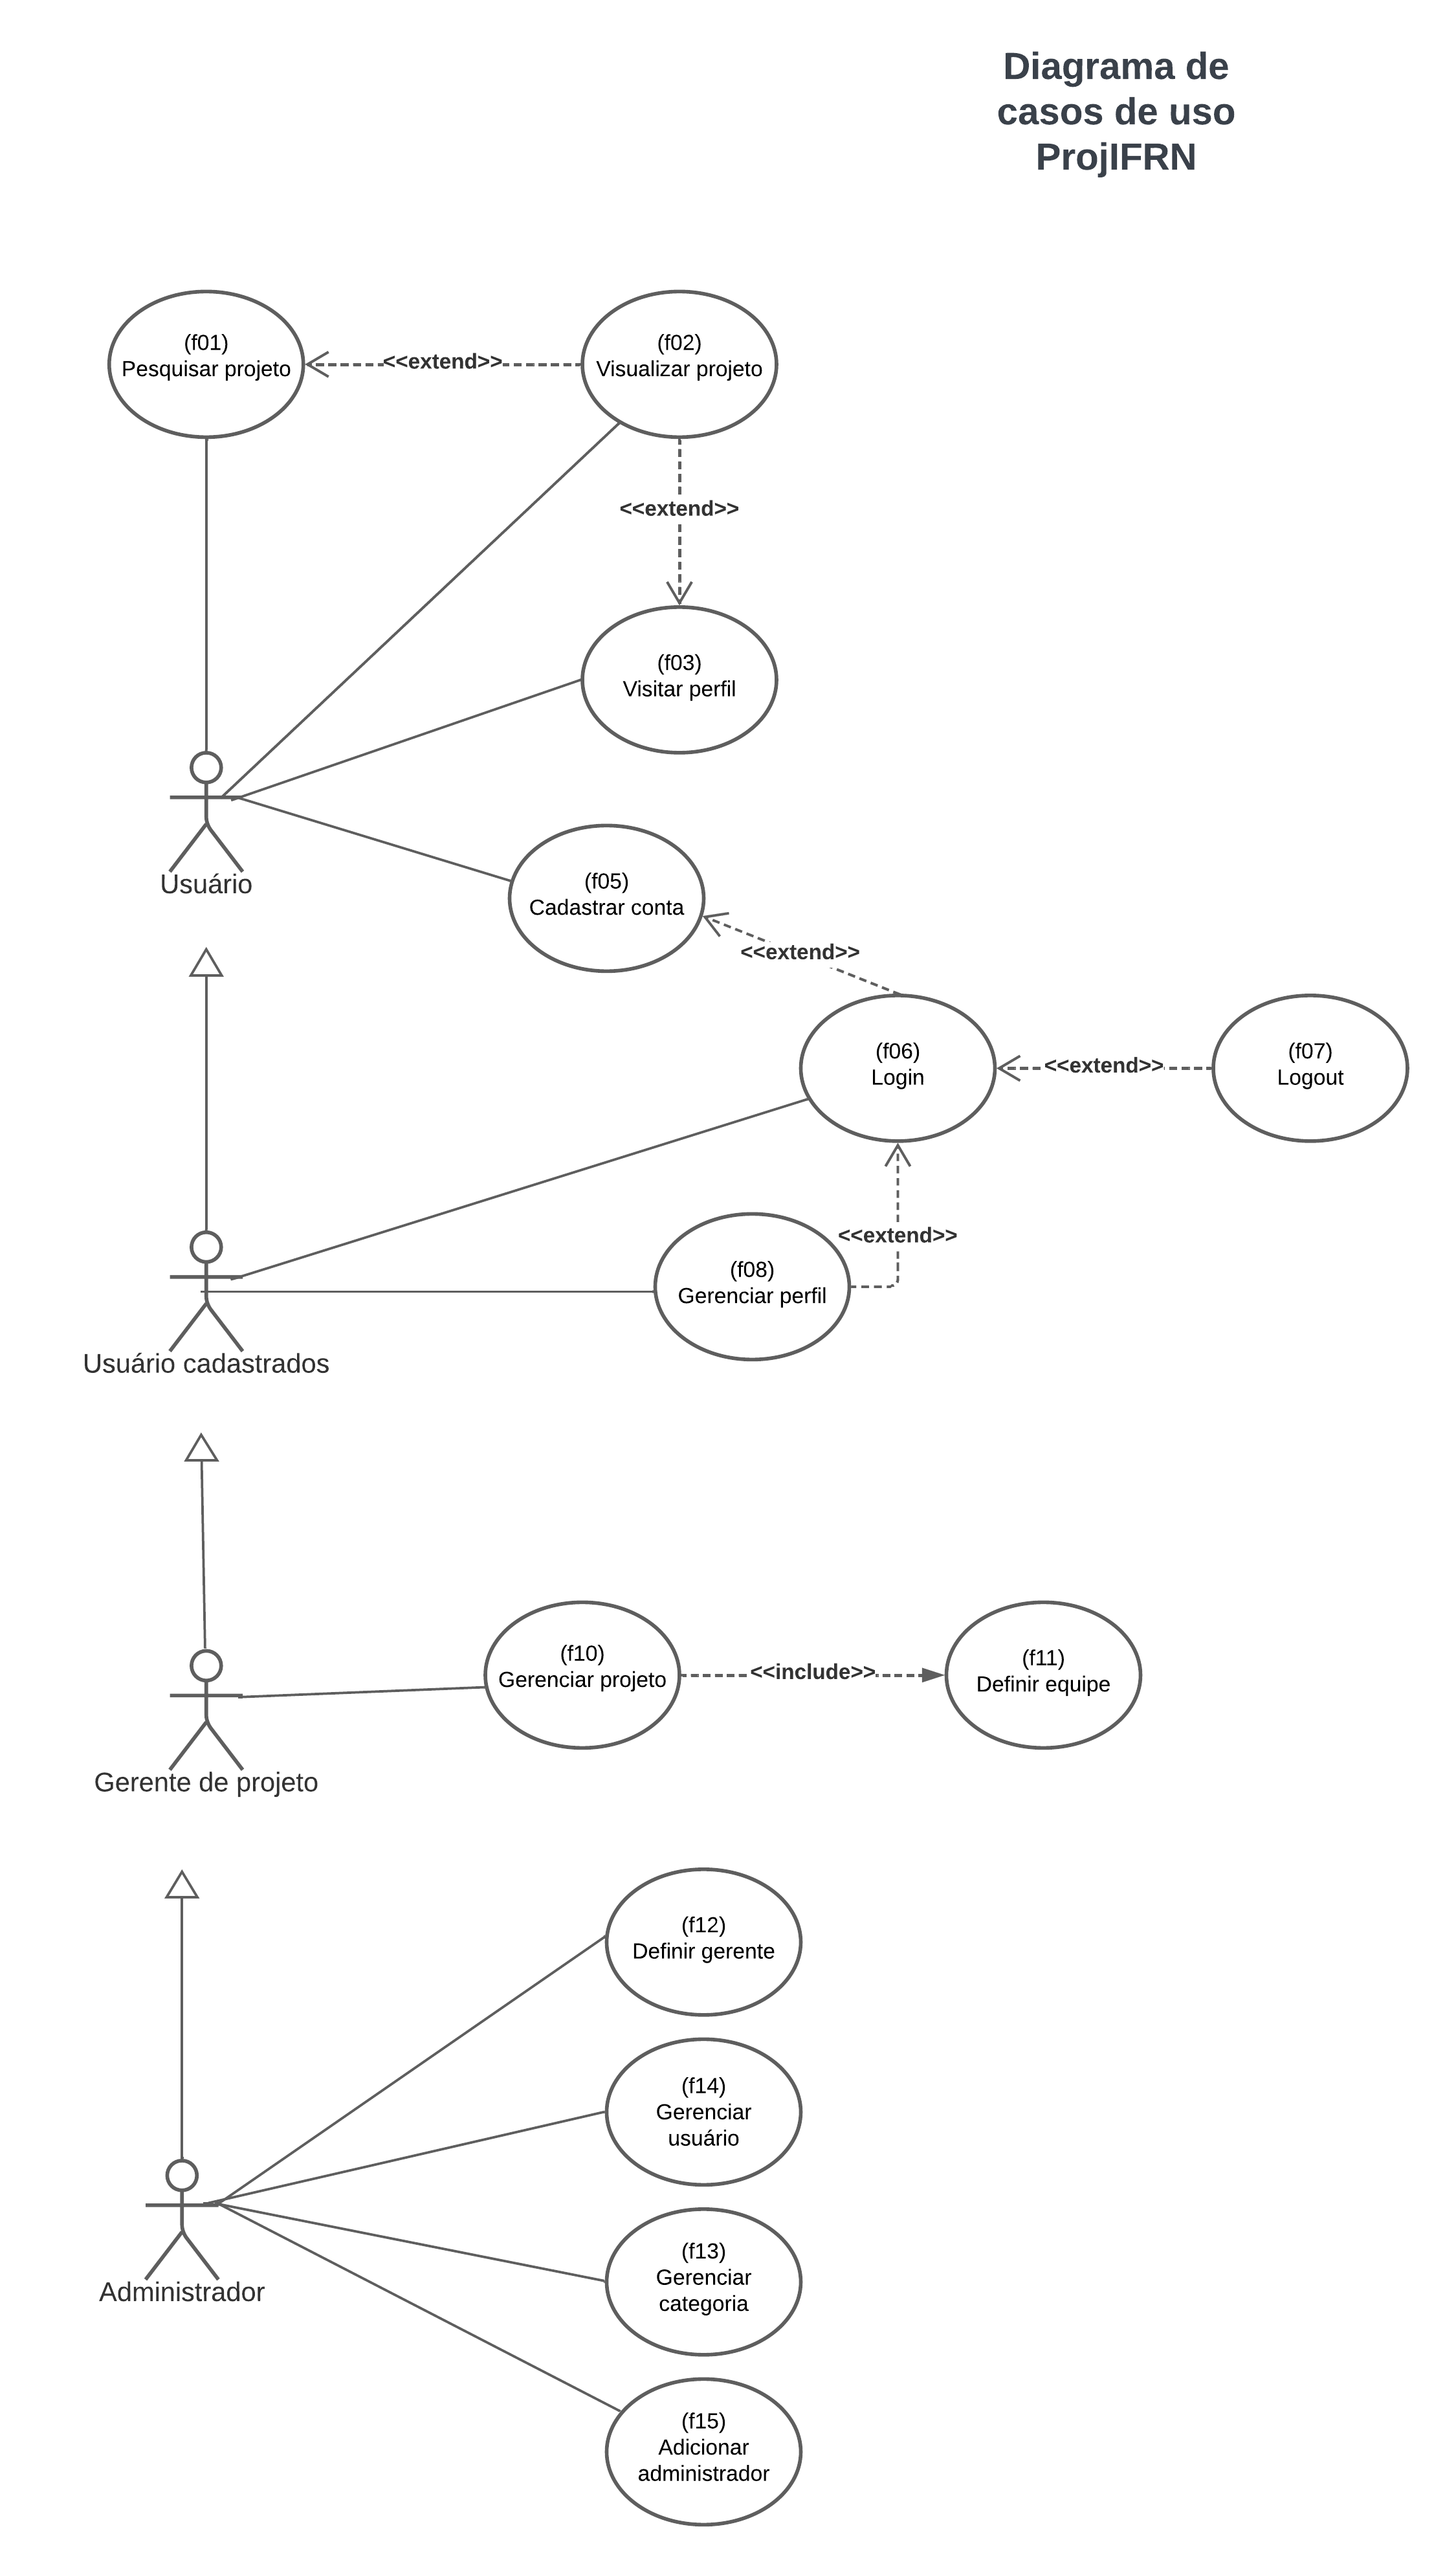 Diagrama de
casos de uso
ProjIFRN
(f01)
Pesquisar projeto
<<extend>>
(f02)
Visualizar projeto
<<extend>>
(f03)
Visitar perfil
Usuário
(f05)
Cadastrar conta
<<extend>>
(f06)
Login
<<extend>>
(f07)
Logout
<<extend>>
(f08)
Gerenciar perfil
Usuário cadastrados
(f10)
Gerenciar projeto
<<include>>
(f11)
Definir equipe
Gerente de projeto
(f12)
Definir gerente
(f14)
Gerenciar
usuário
(f13)
Gerenciar
categoria
Administrador
(f15)
Adicionar
administrador